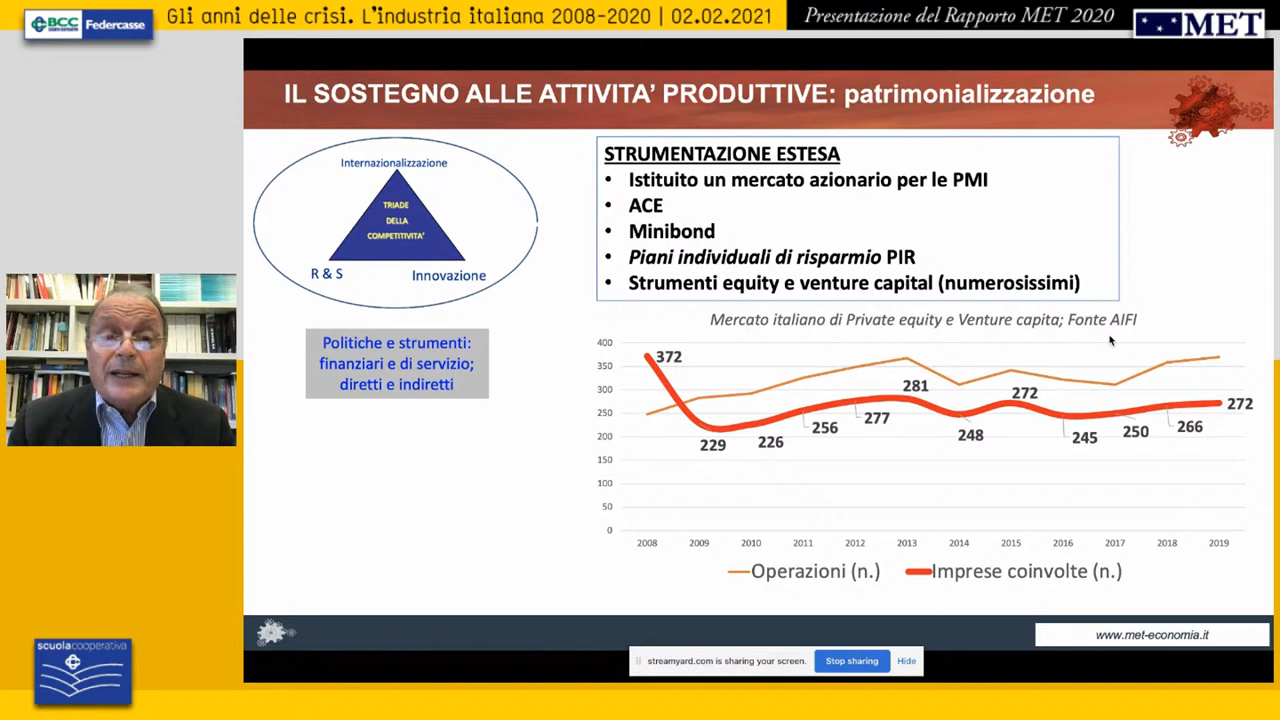 BCC
CREDITO COOPERATIVO
Federcasse
Gli anni delle crisi. L'industria italiana 2008-2020 | 02.02.2021
Presentazione del Rapporto MET 2020
MET
IL SOSTEGNO ALLE ATTIVITA' PRODUTTIVE: patrimonializzazione
Internazionalizzazione
TRIADE
DELLA
COMPETITIVITA'
R & S
Innovazione
Politiche e strumenti:
finanziari e di servizio;
diretti e indiretti
STRUMENTAZIONE ESTESA
• Istituito un mercato azionario per le PMI
• ACE
• Minibond
• Piani individuali di risparmio PIR
• Strumenti equity e venture capital (numerosissimi)
Mercato italiano di Private equity e Venture capita; Fonte AIFI
400
350
300
250
200
150
100
50
0
372
229
226
256
277
281
248
272
245
250
266
272
2008 2009 2010 2011 2012 2013 2014 2015 2016 2017 2018 2019
Operazioni (n.) Imprese coinvolte (n.)
www.met-economia.it
streamyard.com is sharing your screen. Stop sharing Hide
scuolacooperativa